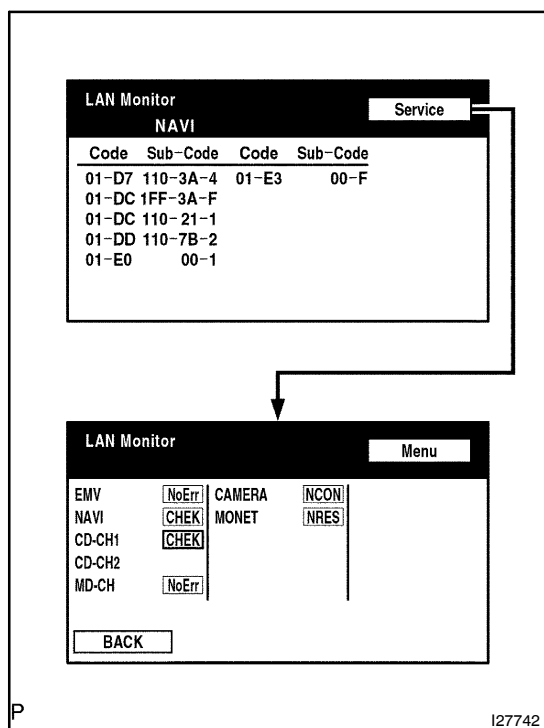 LAN Monitor
Service
NAVI
Code Sub-Code Code Sub-Code
01-D7 110-3A-4 01-E3 00-F
01-DC 1FF-3A-F
01-DC 110-21-1
01-DD 110-7B-2
01-E0 00-1
LAN Monitor
Menu
EMV NoErr CAMERA NCON
NAVI CHEK MONET NRES
CD-CH1 CHEK
CD-CH2
MD-CH NoErr
BACK
P
I27742